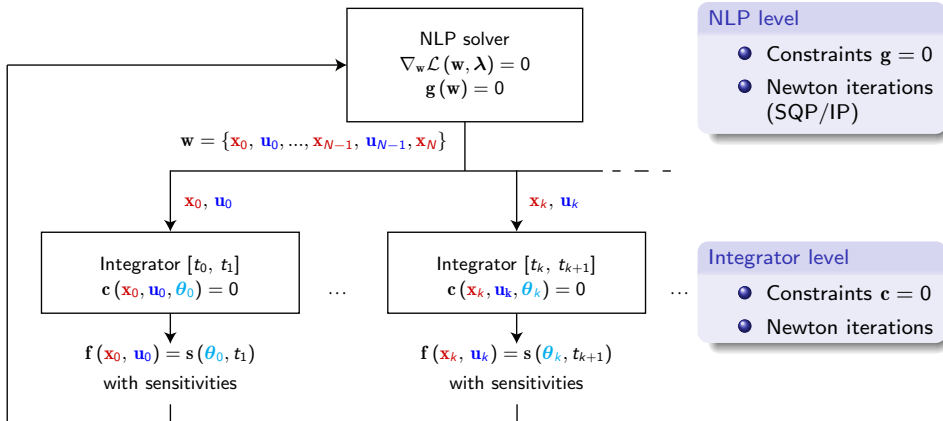 NLP solver
∇_w ℒ (w, λ) = 0
g (w) = 0
w = {x_0, u_0, ..., x_{N−1}, u_{N−1}, x_N}
x_0, u_0
x_k, u_k
Integrator [t_0, t_1]
c (x_0, u_0, θ_0) = 0
...
Integrator [t_k, t_{k+1}]
c (x_k, u_k, θ_k) = 0
...
f (x_0, u_0) = s (θ_0, t_1)
with sensitivities
f (x_k, u_k) = s (θ_k, t_{k+1})
with sensitivities
NLP level
Constraints g = 0
Newton iterations
(SQP/IP)
Integrator level
Constraints c = 0
Newton iterations